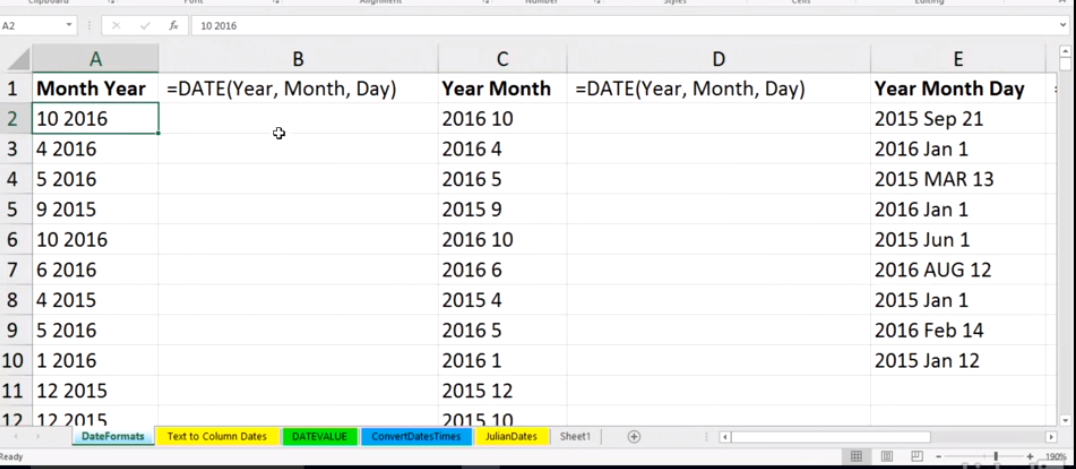 Clipboard Font Alignment Number Styles Cells Editing
A2 fx 10 2016
A B C D E
1 Month Year =DATE(Year, Month, Day) Year Month =DATE(Year, Month, Day) Year Month Day
2 10 2016 2016 10 2015 Sep 21
3 4 2016 2016 4 2016 Jan 1
4 5 2016 2016 5 2015 MAR 13
5 9 2015 2015 9 2016 Jan 1
6 10 2016 2016 10 2015 Jun 1
7 6 2016 2016 6 2016 AUG 12
8 4 2015 2015 4 2015 Jan 1
9 5 2016 2016 5 2016 Feb 14
10 1 2016 2016 1 2015 Jan 12
11 12 2015 2015 12
12 12 2015 2015 10
DateFormats Text to Column Dates DATEVALUE ConvertDatesTimes JulianDates Sheet1
Ready 190%